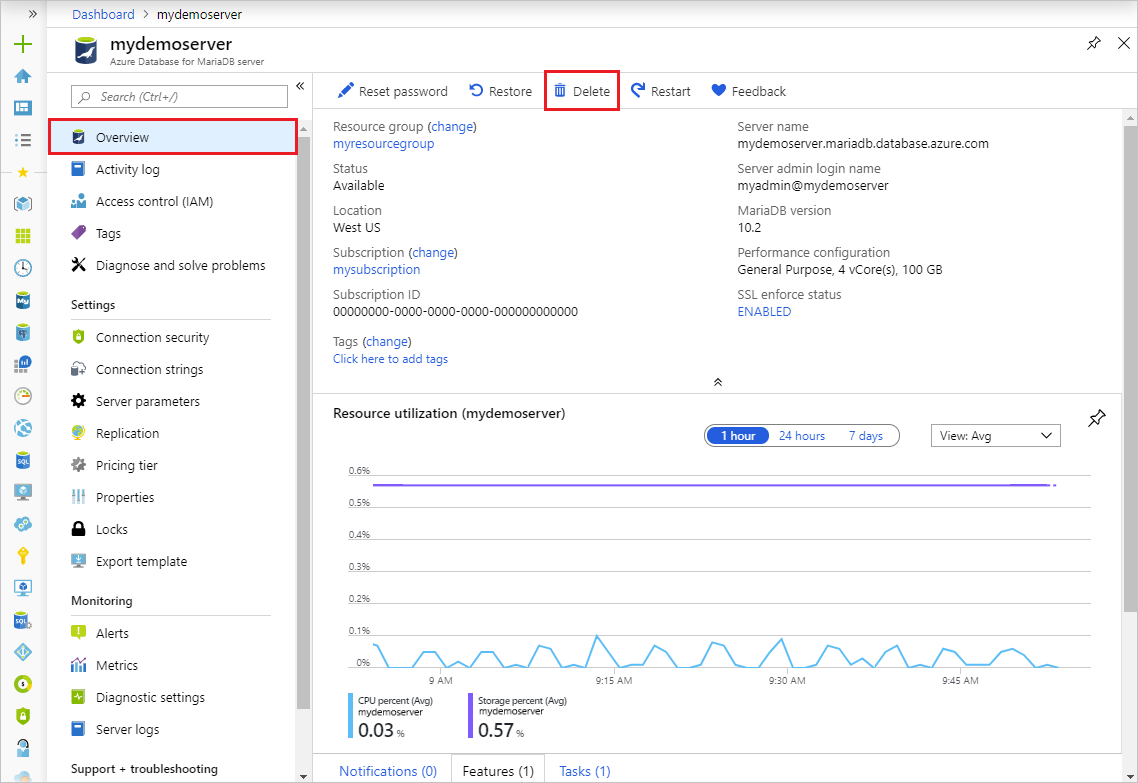 Dashboard > mydemoserver
mydemoserver
Azure Database for MariaDB server
Search (Ctrl+/)
Overview
Activity log
Access control (IAM)
Tags
Diagnose and solve problems
Settings
Connection security
Connection strings
Server parameters
Replication
Pricing tier
Properties
Locks
Export template
Monitoring
Alerts
Metrics
Diagnostic settings
Server logs
Support + troubleshooting
Reset password
Restore
Delete
Restart
Feedback
Resource group (change)
myresourcegroup
Status
Available
Location
West US
Subscription (change)
mysubscription
Subscription ID
00000000-0000-0000-0000-000000000000
Tags (change)
Click here to add tags
Server name
mydemoserver.mariadb.database.azure.com
Server admin login name
myadmin@mydemoserver
MariaDB version
10.2
Performance configuration
General Purpose, 4 vCore(s), 100 GB
SSL enforce status
ENABLED
Resource utilization (mydemoserver)
1 hour
24 hours
7 days
View: Avg
0.6%
0.5%
0.4%
0.3%
0.2%
0.1%
0%
9 AM
9:15 AM
9:30 AM
9:45 AM
CPU percent (Avg)
mydemoserver
0.03 %
Storage percent (Avg)
mydemoserver
0.57 %
Notifications (0)
Features (1)
Tasks (1)